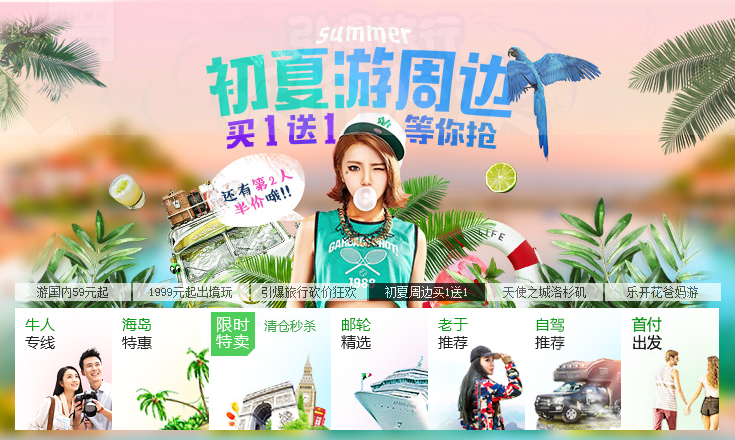 summer
初夏游周边
买1送1 等你抢
还有第2人
半价哦!!
LIFE
1988
游国内59元起
1999元起出境玩
引爆旅行砍价狂欢
初夏周边买1送1
天使之城洛杉矶
乐开花爸妈游
牛人
专线
海岛
特惠
限时
特卖
清仓秒杀
邮轮
精选
老于
推荐
自驾
推荐
首付
出发